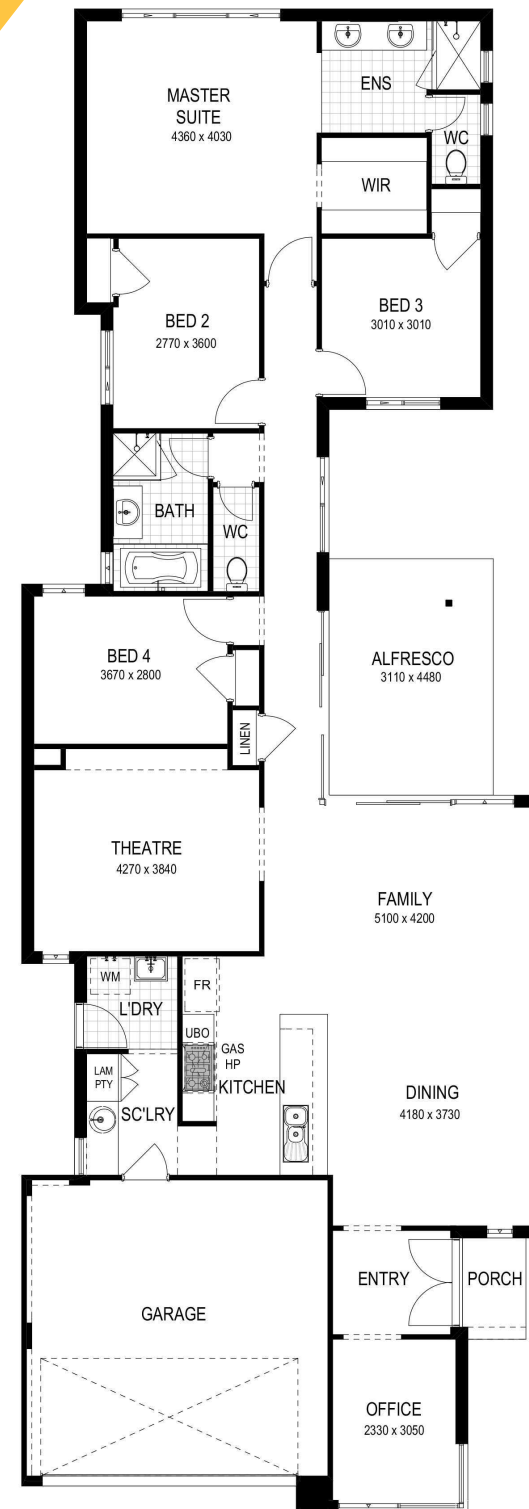 MASTER
SUITE
4360 x 4030
ENS
WC
WIR
BED 2
2770 x 3600
BED 3
3010 x 3010
BATH
WC
BED 4
3670 x 2800
LINEN
ALFRESCO
3110 x 4480
THEATRE
4270 x 3840
FAMILY
5100 x 4200
WM
L'DRY
FR
UBO
GAS
HP
KITCHEN
LAM
PTY
SC'LRY
DINING
4180 x 3730
GARAGE
ENTRY
PORCH
OFFICE
2330 x 3050